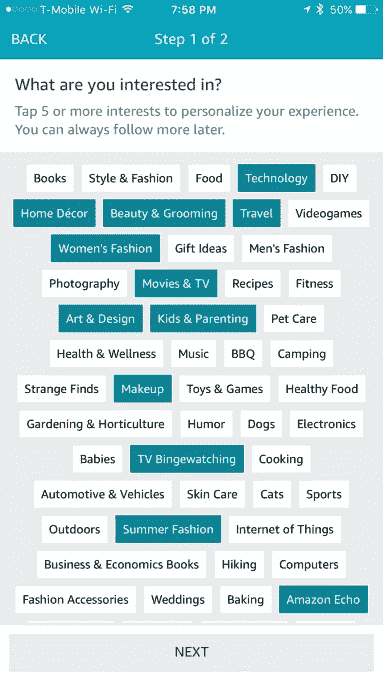 T-Mobile Wi-Fi 7:58 PM 50%
BACK Step 1 of 2
What are you interested in?
Tap 5 or more interests to personalize your experience.
You can always follow more later.
Books Style & Fashion Food Technology DIY
Home Décor Beauty & Grooming Travel Videogames
Women's Fashion Gift Ideas Men's Fashion
Photography Movies & TV Recipes Fitness
Art & Design Kids & Parenting Pet Care
Health & Wellness Music BBQ Camping
Strange Finds Makeup Toys & Games Healthy Food
Gardening & Horticulture Humor Dogs Electronics
Babies TV Bingewatching Cooking
Automotive & Vehicles Skin Care Cats Sports
Outdoors Summer Fashion Internet of Things
Business & Economics Books Hiking Computers
Fashion Accessories Weddings Baking Amazon Echo
NEXT